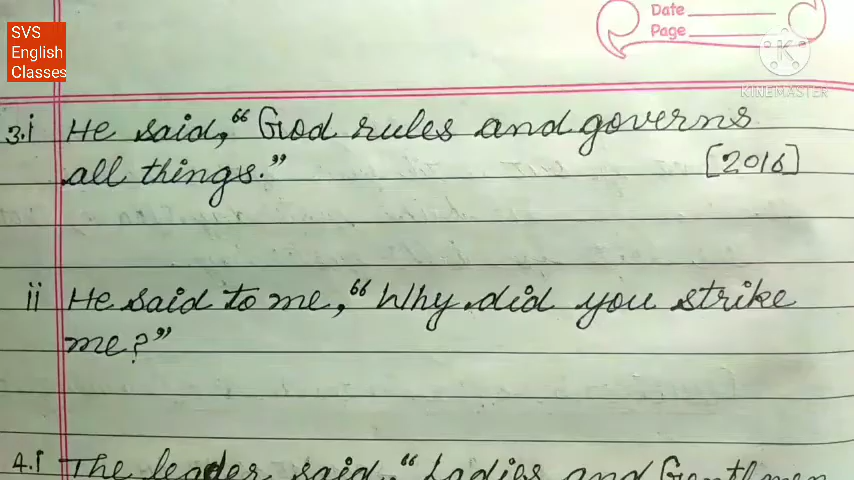 SVS
English
Classes
Date
Page
KINEMASTER
3.i He said, “God rules and governs
all things.”
[2016]
ii He said to me, “Why did you strike
me?”
4.i The leader said, “Ladies and Gentlmen